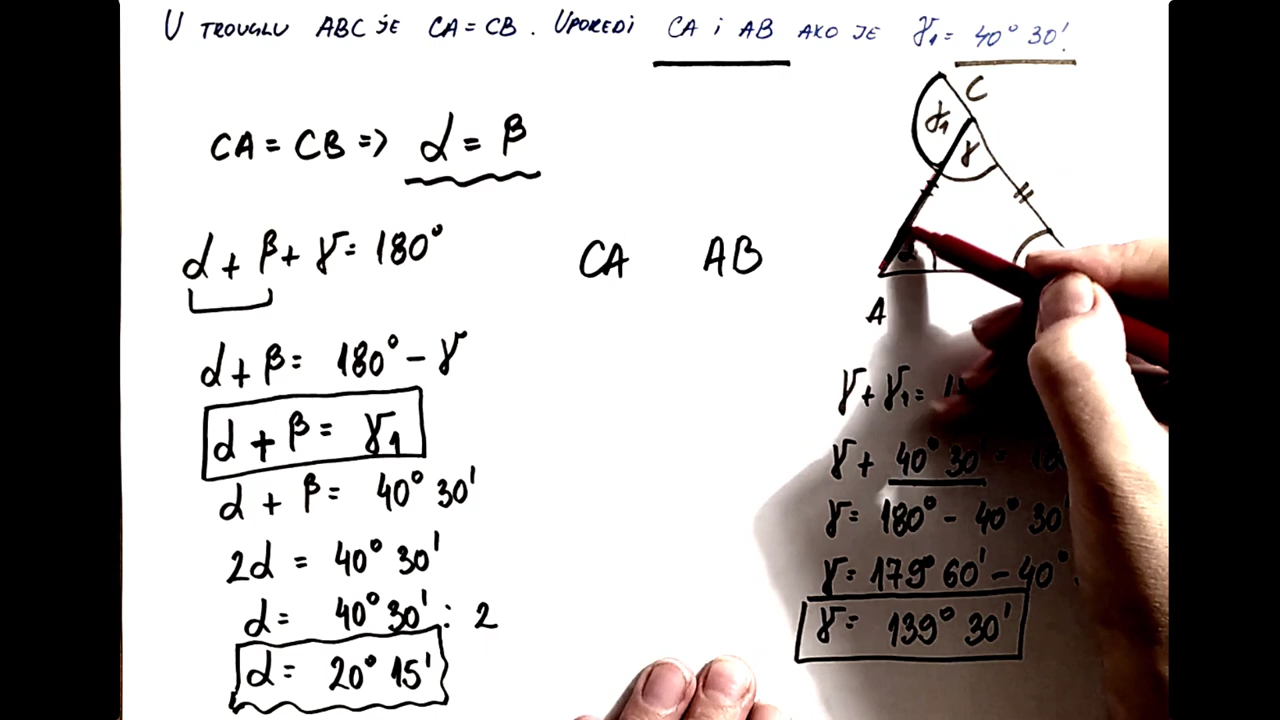 U TROUGLU ABC JE CA = CB. UPOREDI CA i AB AKO JE γ1 = 40° 30'.
CA = CB => α = β
α + β + γ = 180°
α + β = 180° - γ
α + β = γ1
α + β = 40° 30'
2α = 40° 30'
α = 40° 30' : 2
α = 20° 15'
CA AB
C
γ1
γ
α
A
γ + γ1 =
γ + 40° 30' =
γ = 180° - 40° 30'
γ = 179° 60' - 40°
γ = 139° 30'